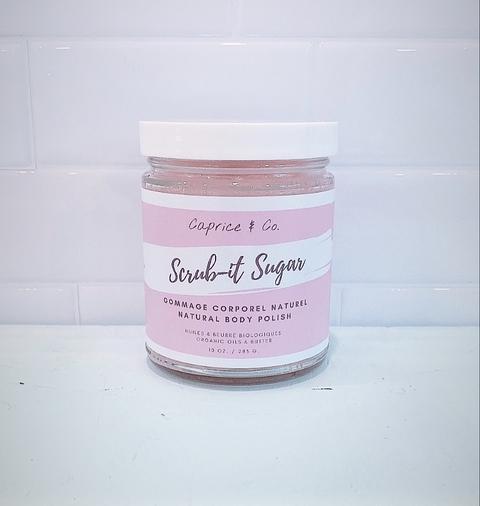 Caprice & Co.
Scrub-it Sugar
GOMMAGE CORPOREL NATUREL
NATURAL BODY POLISH
HUILES & BEURRE BIOLOGIQUES
ORGANIC OILS & BUTTER
10 OZ. / 285 G.